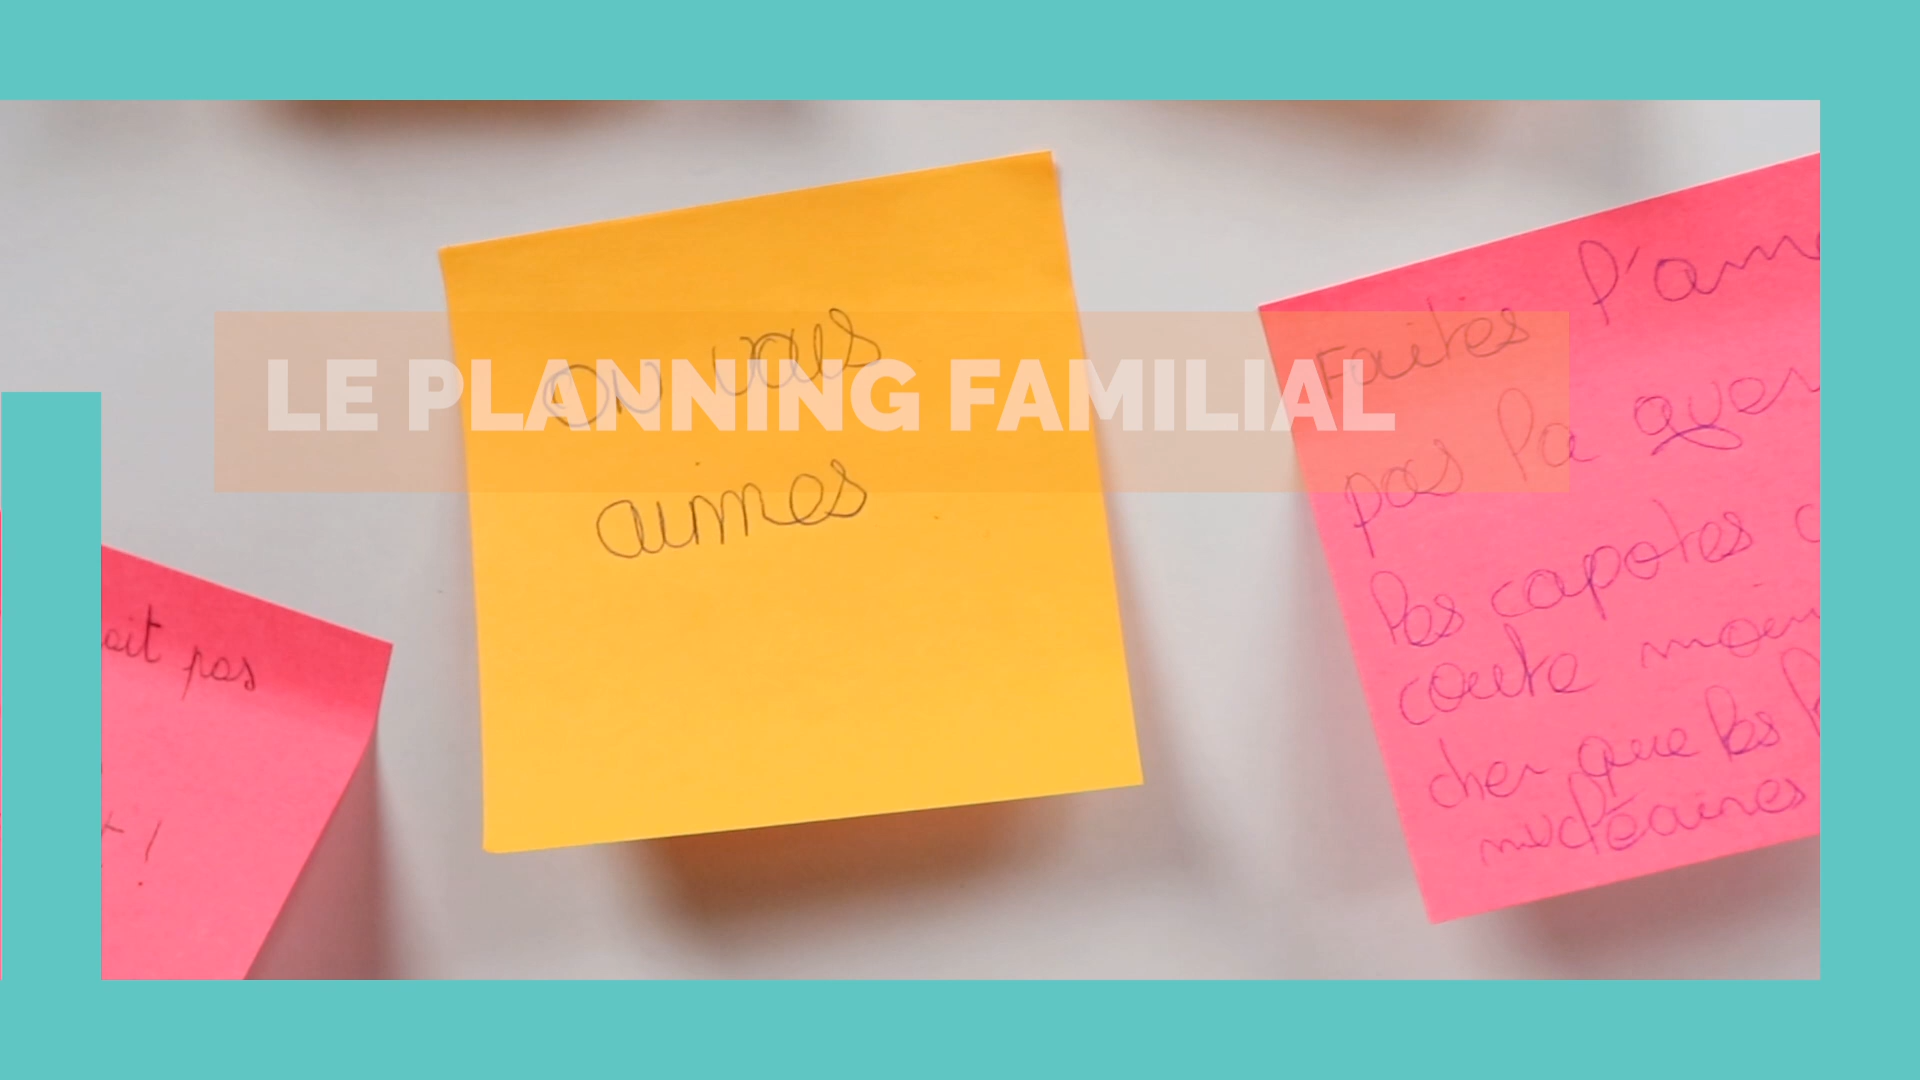 LE PLANNING FAMILIAL
On vous
aimes
Faites l'am
pas la guer
les capotes c
coute moin
cher que les
nucléaires
ait pas
!